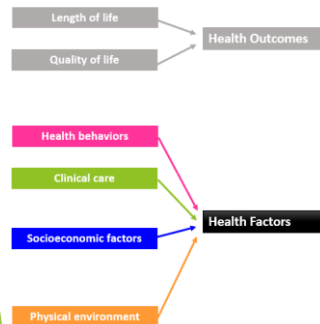 Length of life
Health Outcomes
Quality of life
Health behaviors
Clinical care
Health Factors
Socioeconomic factors
Physical environment